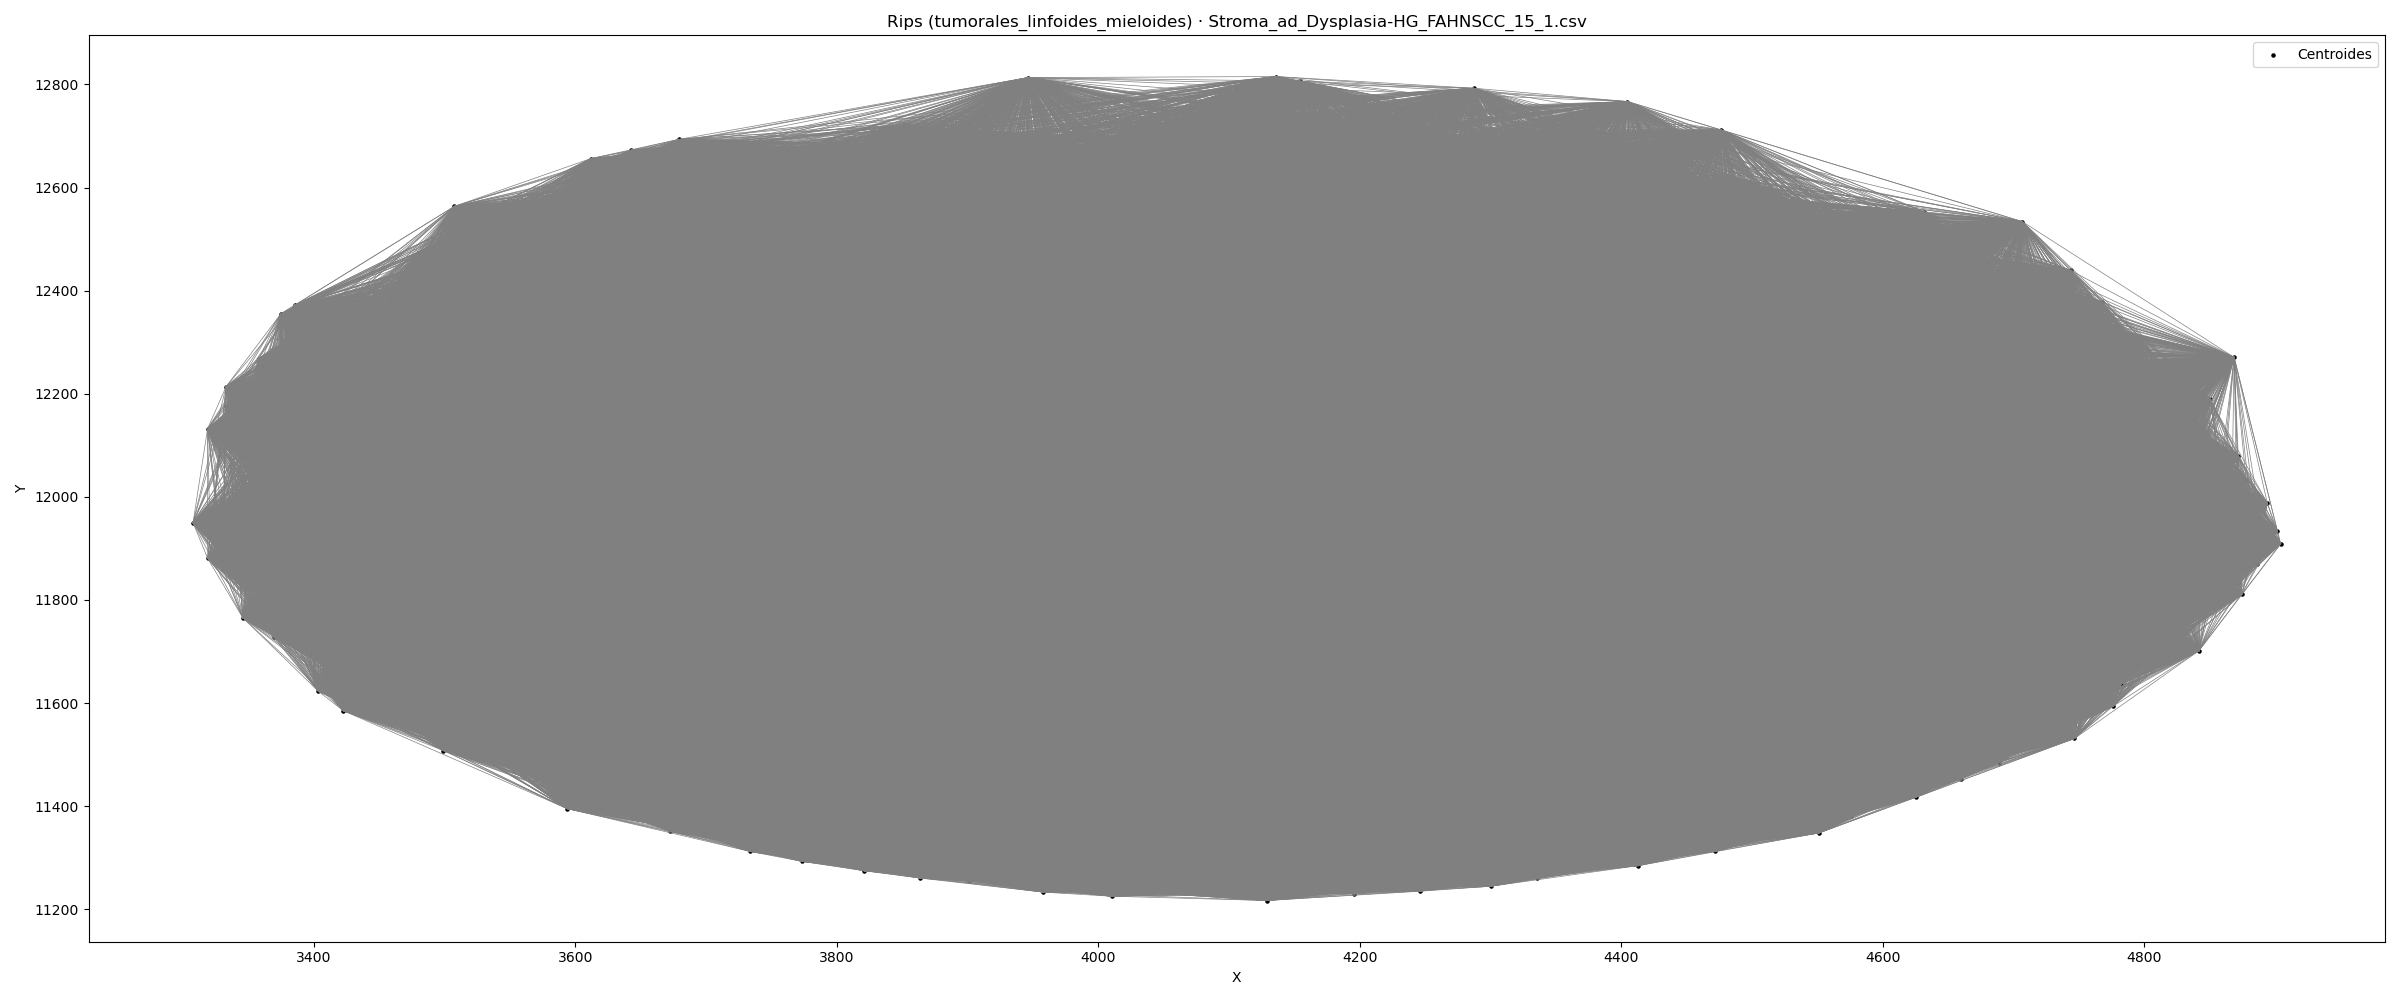 Rips (tumorales_linfoides_mieloides) · Stroma_ad_Dysplasia-HG_FAHNSCC_15_1.csv
Centroides
12800
12600
12400
12200
12000
11800
11600
11400
11200
Y
3400 3600 3800 4000 4200 4400 4600 4800
X